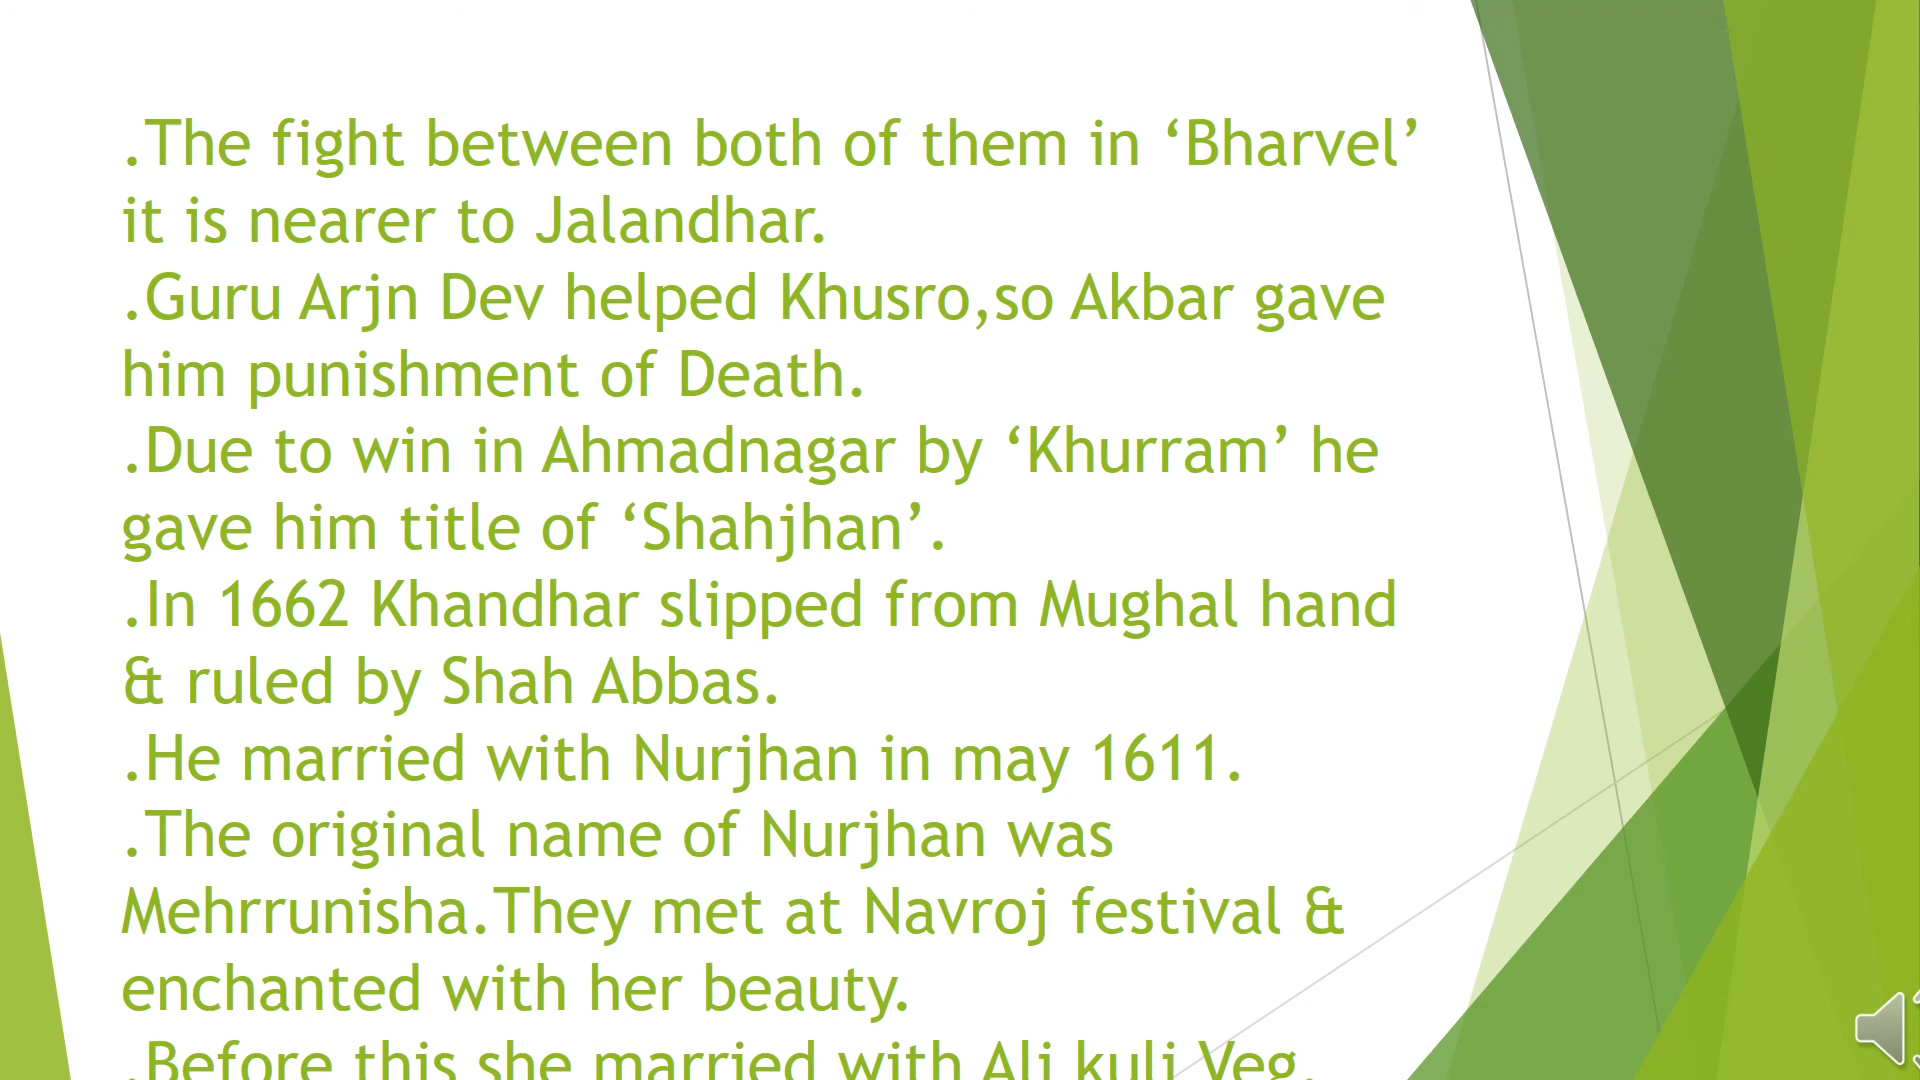 .The fight between both of them in ‘Bharvel’
it is nearer to Jalandhar.
.Guru Arjn Dev helped Khusro,so Akbar gave
him punishment of Death.
.Due to win in Ahmadnagar by ‘Khurram’ he
gave him title of ‘Shahjhan’.
.In 1662 Khandhar slipped from Mughal hand
& ruled by Shah Abbas.
.He married with Nurjhan in may 1611.
.The original name of Nurjhan was
Mehrrunisha.They met at Navroj festival &
enchanted with her beauty.
.Before this she married with Ali kuli Veg.